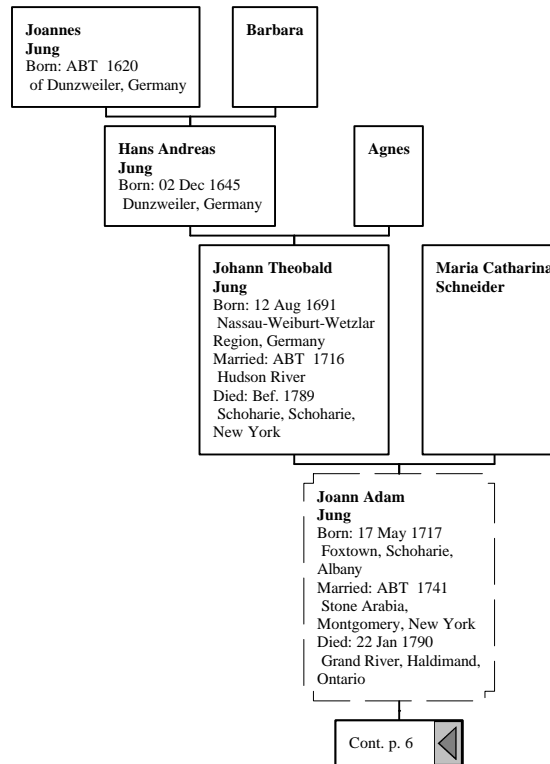 Joannes
Jung
Born: ABT 1620
of Dunzweiler, Germany
Barbara
Hans Andreas
Jung
Born: 02 Dec 1645
Dunzweiler, Germany
Agnes
Johann Theobald
Jung
Born: 12 Aug 1691
Nassau-Weiburt-Wetzlar
Region, Germany
Married: ABT 1716
Hudson River
Died: Bef. 1789
Schoharie, Schoharie,
New York
Maria Catharina
Schneider
Joann Adam
Jung
Born: 17 May 1717
Foxtown, Schoharie,
Albany
Married: ABT 1741
Stone Arabia,
Montgomery, New York
Died: 22 Jan 1790
Grand River, Haldimand,
Ontario
Cont. p. 6